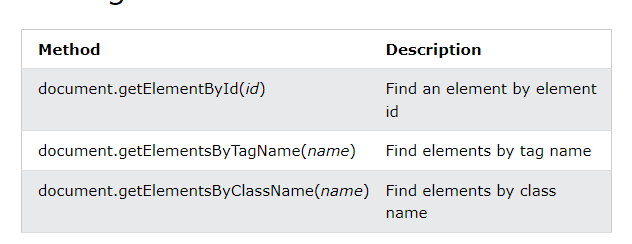 Method Description
document.getElementById(id) Find an element by element
id
document.getElementsByTagName(name) Find elements by tag name
document.getElementsByClassName(name) Find elements by class
name